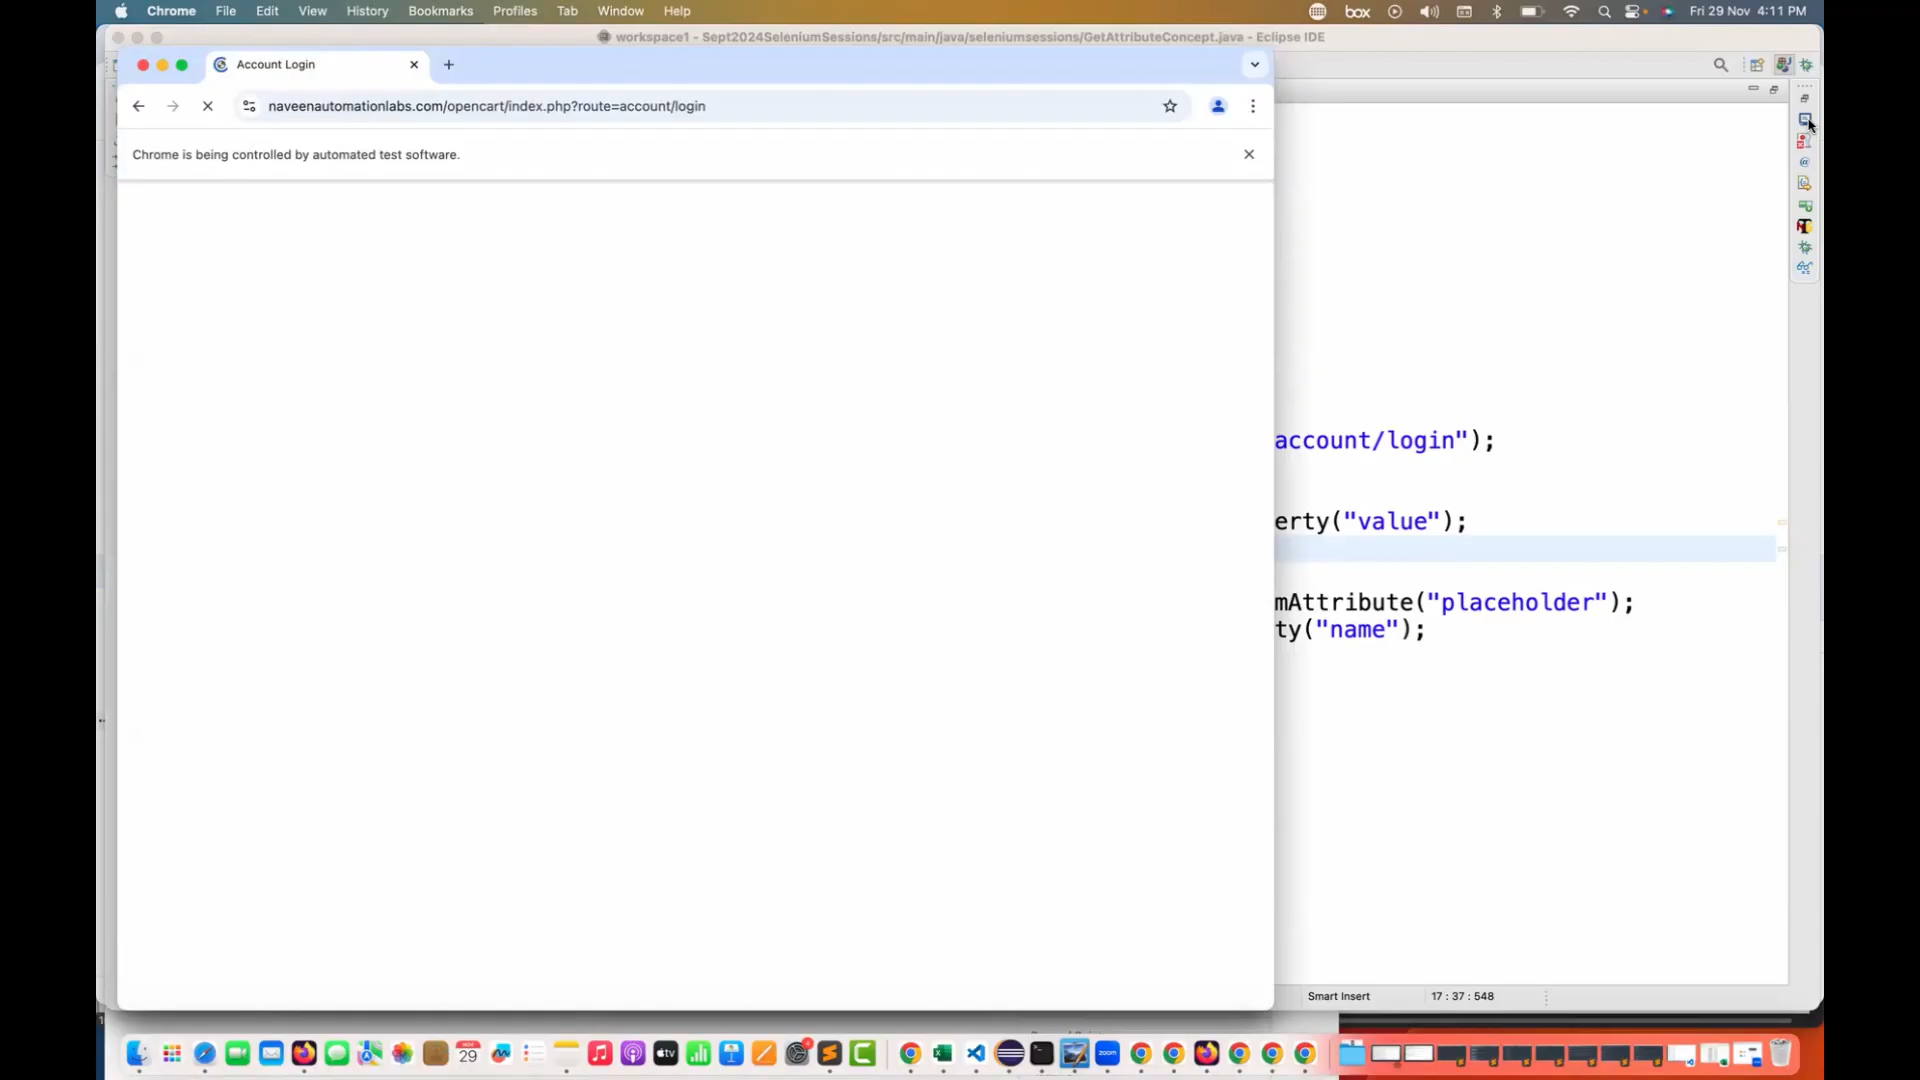 Chrome File Edit View History Bookmarks Profiles Tab Window Help box Fri 29 Nov 4:11 PM
workspace1 - Sept2024SeleniumSessions/src/main/java/seleniumsessions/GetAttributeConcept.java - Eclipse IDE
Account Login
naveenautomationlabs.com/opencart/index.php?route=account/login
Chrome is being controlled by automated test software.
account/login");
erty("value");
mAttribute("placeholder");
ty("name");
Smart Insert 17 : 37 : 548
NOV
29
tv
zoom